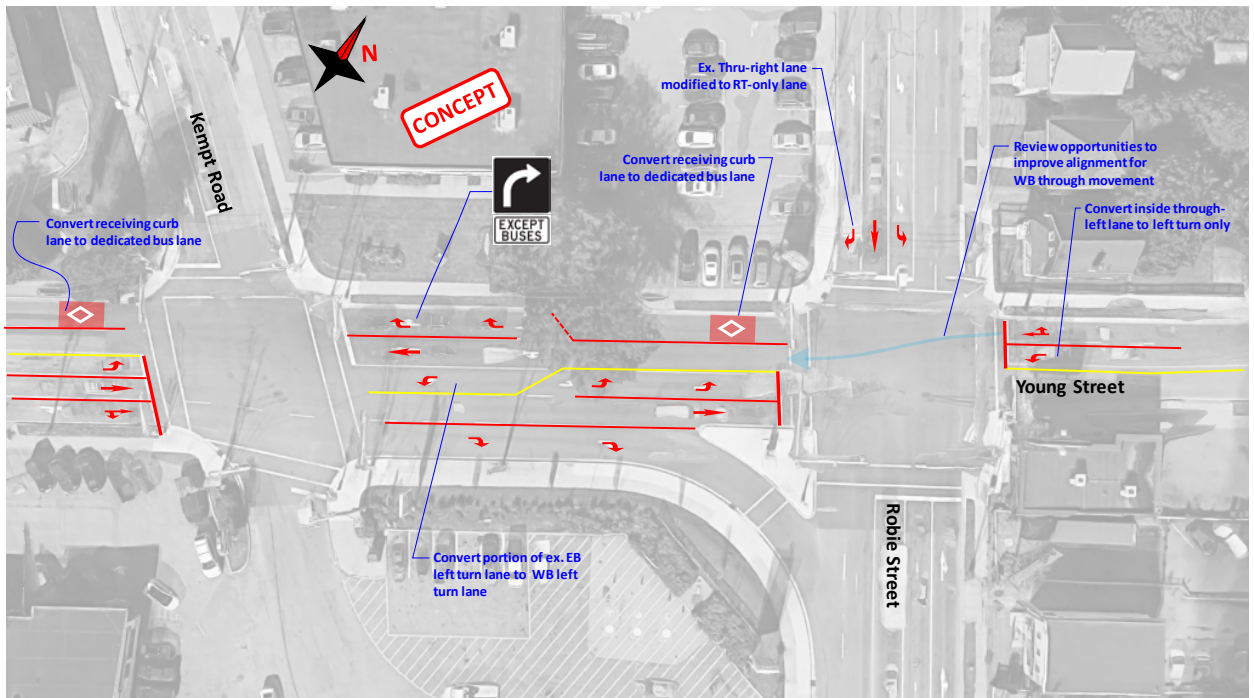 N
CONCEPT
Kempt Road
Ex. Thru-right lane
modified to RT-only lane
Convert receiving curb
lane to dedicated bus lane
Review opportunities to
improve alignment for
WB through movement
EXCEPT
BUSES
Convert receiving curb
lane to dedicated bus lane
Convert inside through-
left lane to left turn only
Young Street
Robie Street
Convert portion of ex. EB
left turn lane to WB left
turn lane